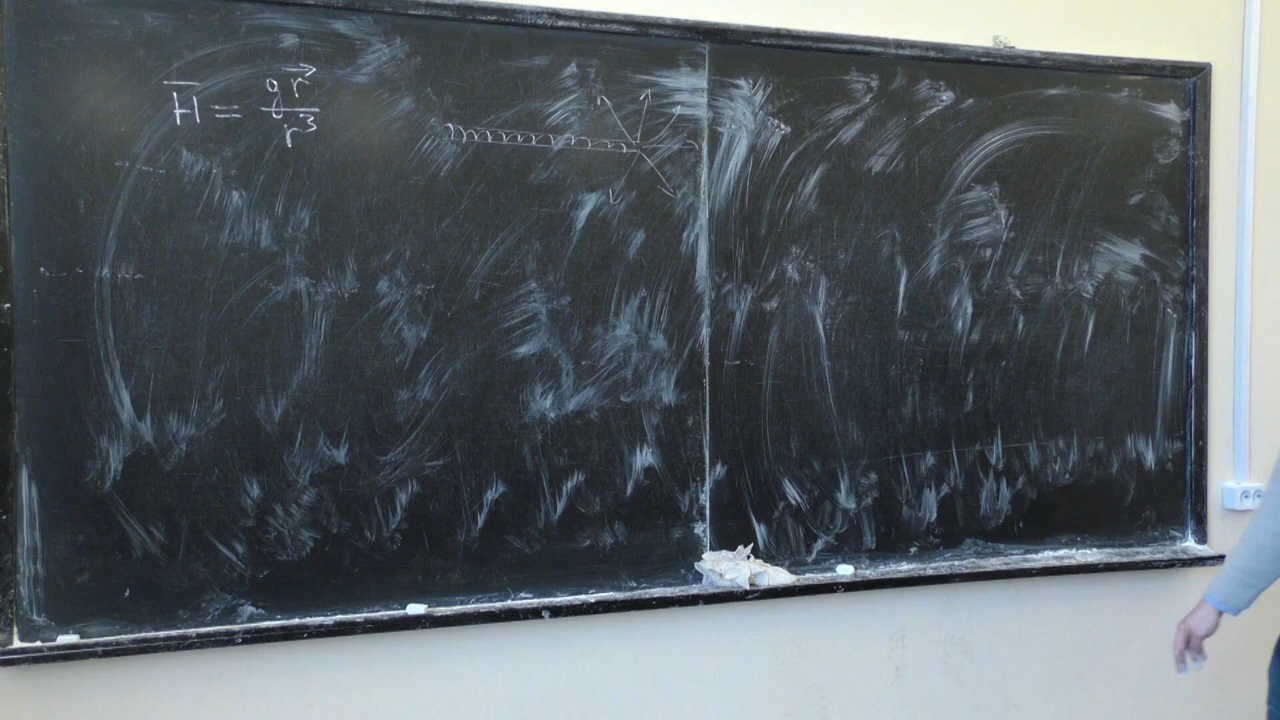 H̅ = g r⃗ / r³